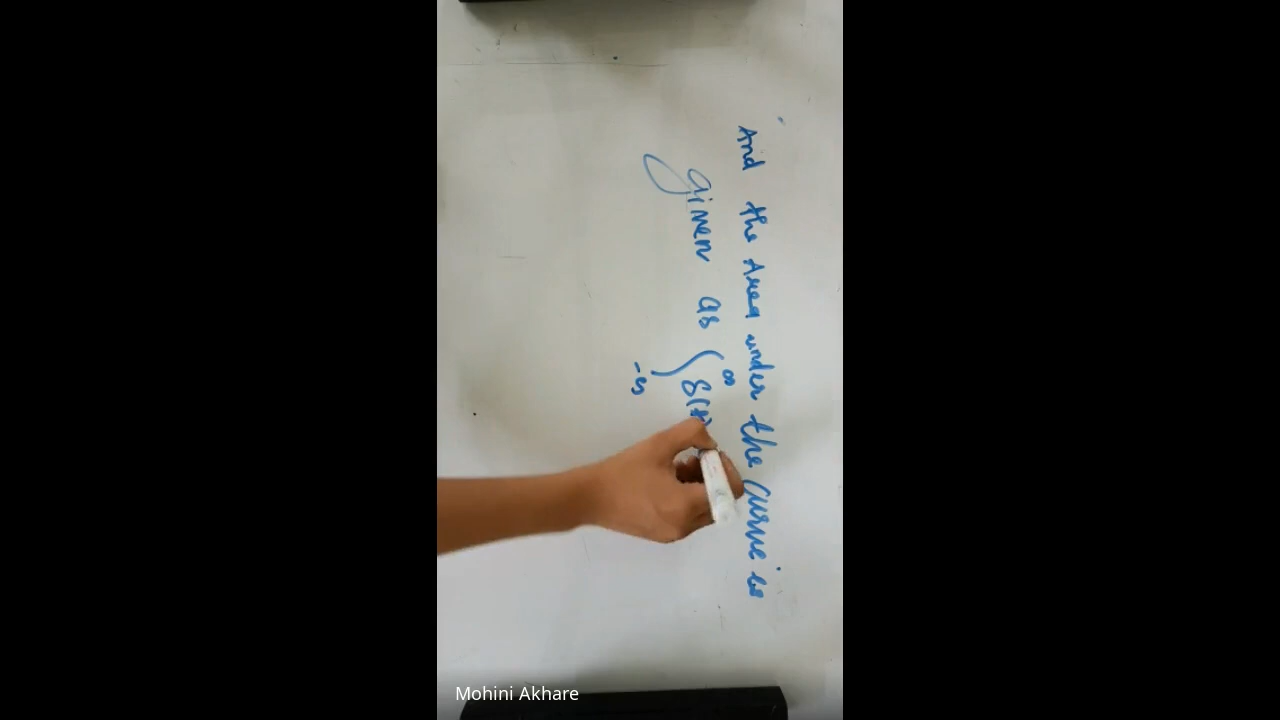 And the Area under the Curve is
given as ∫ ∞ -∞ δ(t)
Mohini Akhare